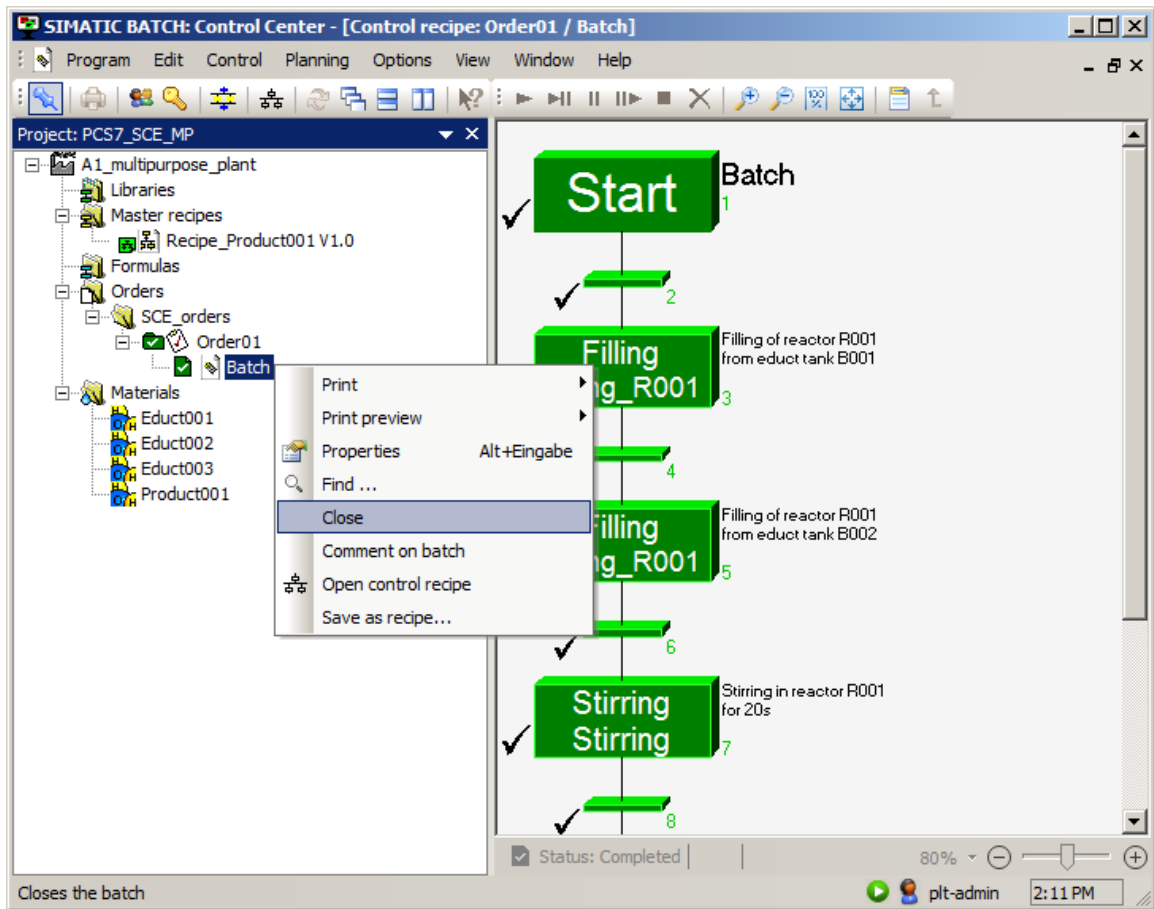 SIMATIC BATCH: Control Center - [Control recipe: Order01 / Batch]
Program Edit Control Planning Options View Window Help
Project: PCS7_SCE_MP
A1_multipurpose_plant
Libraries
Master recipes
Recipe_Product001 V1.0
Formulas
Orders
SCE_orders
Order01
Batch
Materials
Educt001
Educt002
Educt003
Product001
Print
Print preview
Properties Alt+Eingabe
Find ...
Close
Comment on batch
Open control recipe
Save as recipe...
Start
Batch
1
2
Filling
ng_R001
Filling of reactor R001
from educt tank B001
3
4
Filling
ng_R001
Filling of reactor R001
from educt tank B002
5
6
Stirring
Stirring
Stirring in reactor R001
for 20s
7
8
Status: Completed
80%
Closes the batch
plt-admin
2:11 PM